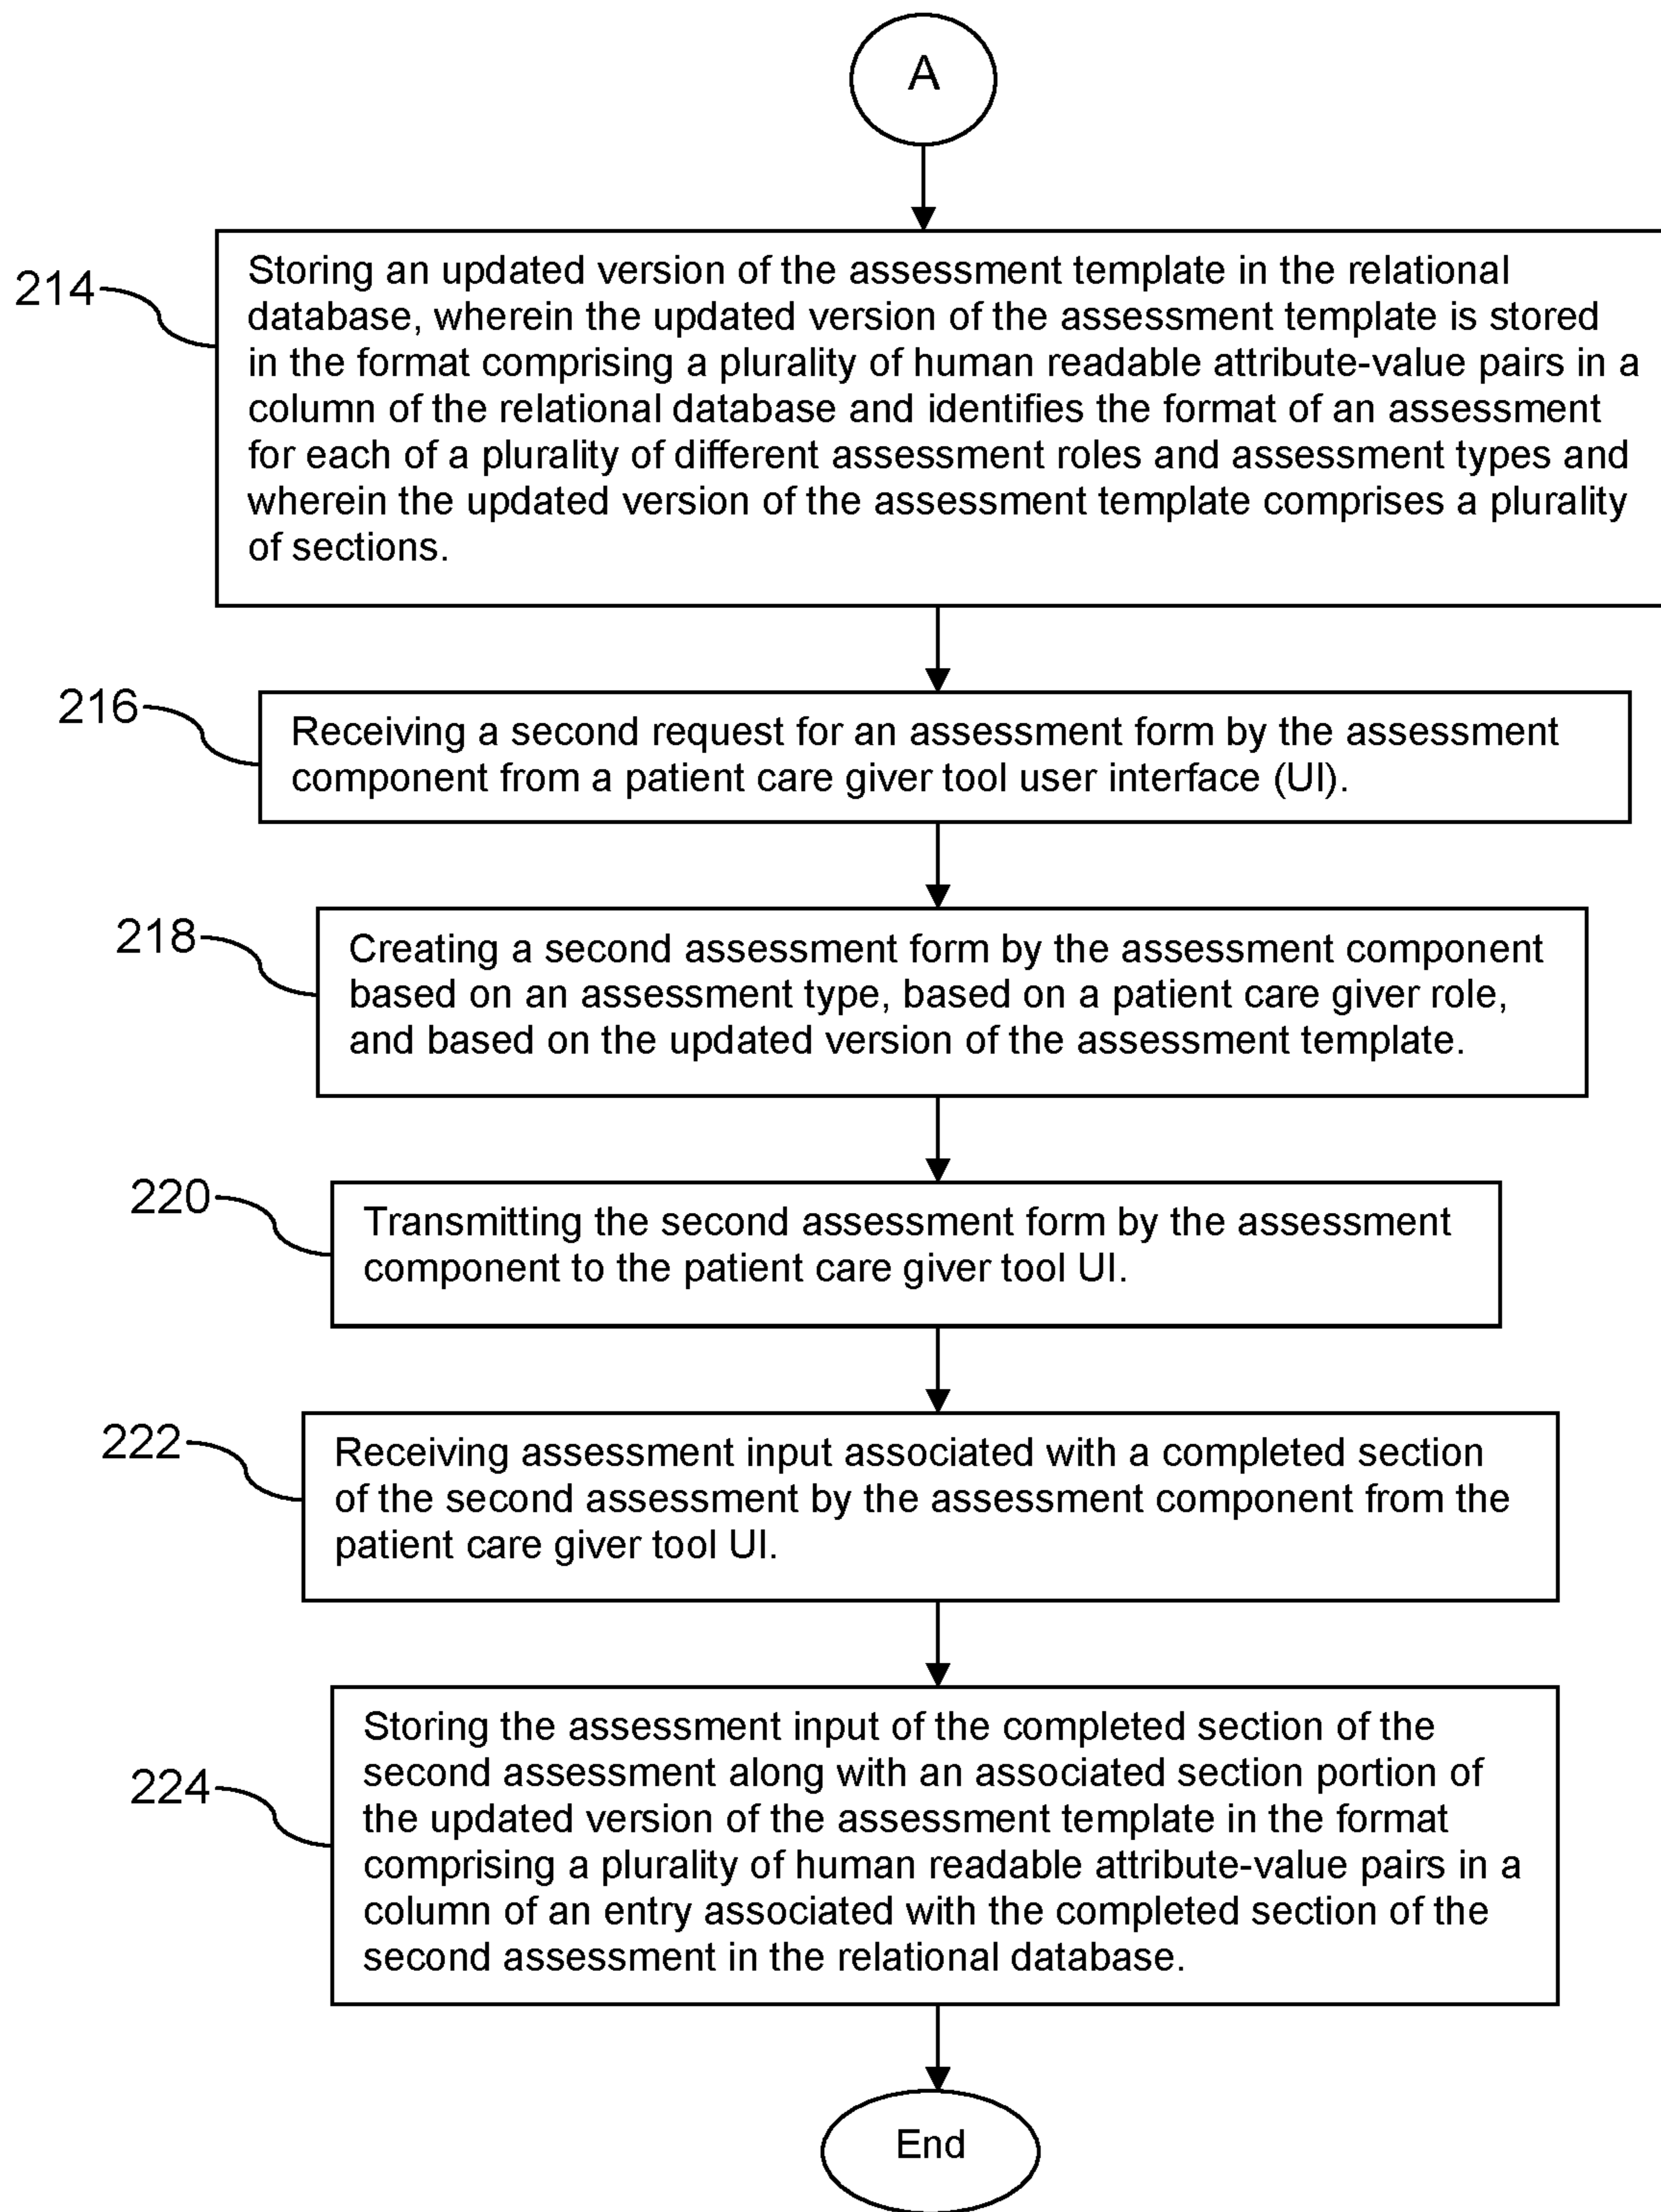 A
214
Storing an updated version of the assessment template in the relational
database, wherein the updated version of the assessment template is stored
in the format comprising a plurality of human readable attribute-value pairs in a
column of the relational database and identifies the format of an assessment
for each of a plurality of different assessment roles and assessment types and
wherein the updated version of the assessment template comprises a plurality
of sections.
216
Receiving a second request for an assessment form by the assessment
component from a patient care giver tool user interface (UI).
218
Creating a second assessment form by the assessment component
based on an assessment type, based on a patient care giver role,
and based on the updated version of the assessment template.
220
Transmitting the second assessment form by the assessment
component to the patient care giver tool UI.
222
Receiving assessment input associated with a completed section
of the second assessment by the assessment component from the
patient care giver tool UI.
224
Storing the assessment input of the completed section of the
second assessment along with an associated section portion of
the updated version of the assessment template in the format
comprising a plurality of human readable attribute-value pairs in a
column of an entry associated with the completed section of the
second assessment in the relational database.
End